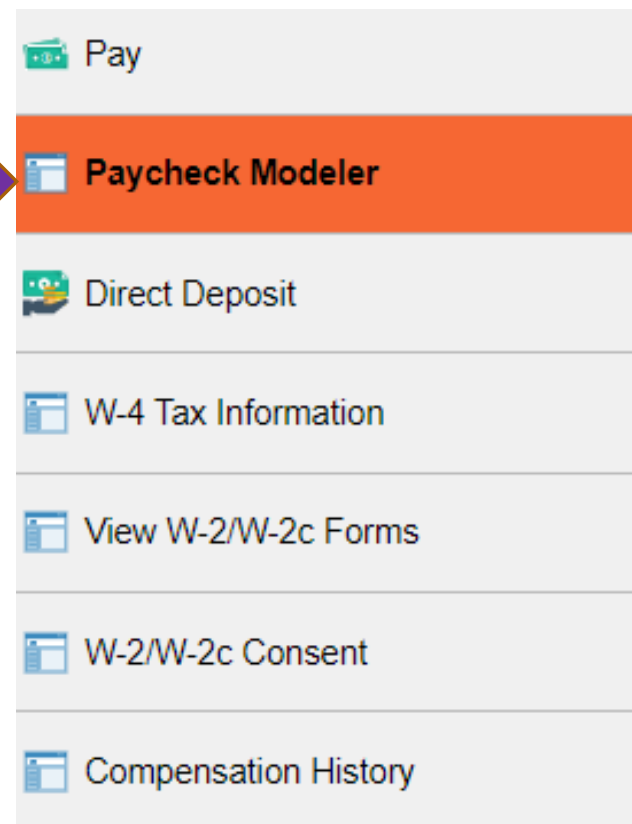 Pay
Paycheck Modeler
Direct Deposit
W-4 Tax Information
View W-2/W-2c Forms
W-2/W-2c Consent
Compensation History